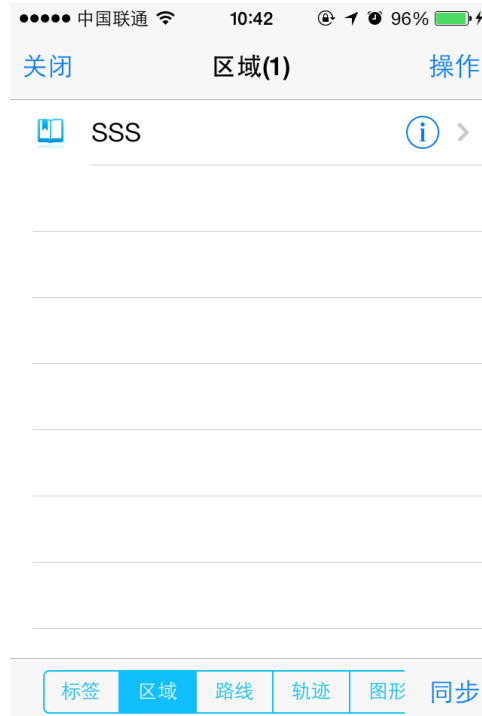 中国联通 10:42 96%
关闭 区域(1) 操作
SSS
标签 区域 路线 轨迹 图形 同步